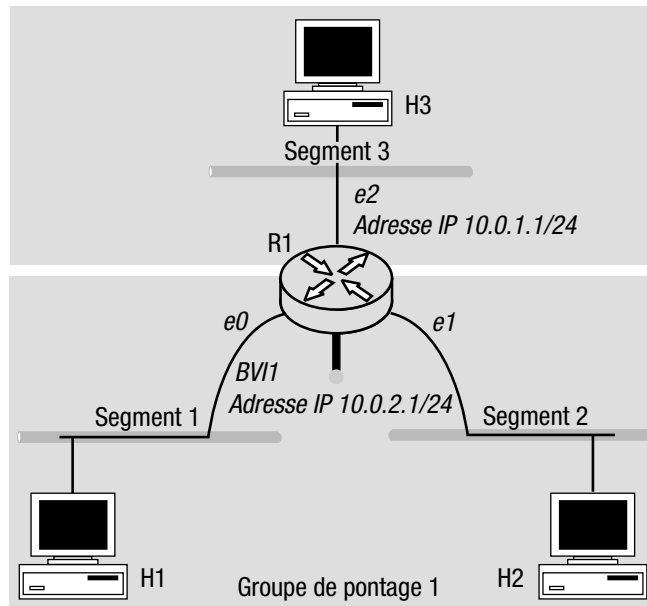 H3
Segment 3
e2
Adresse IP 10.0.1.1/24
R1
e0
e1
BVI1
Adresse IP 10.0.2.1/24
Segment 1
Segment 2
H1
Groupe de pontage 1
H2